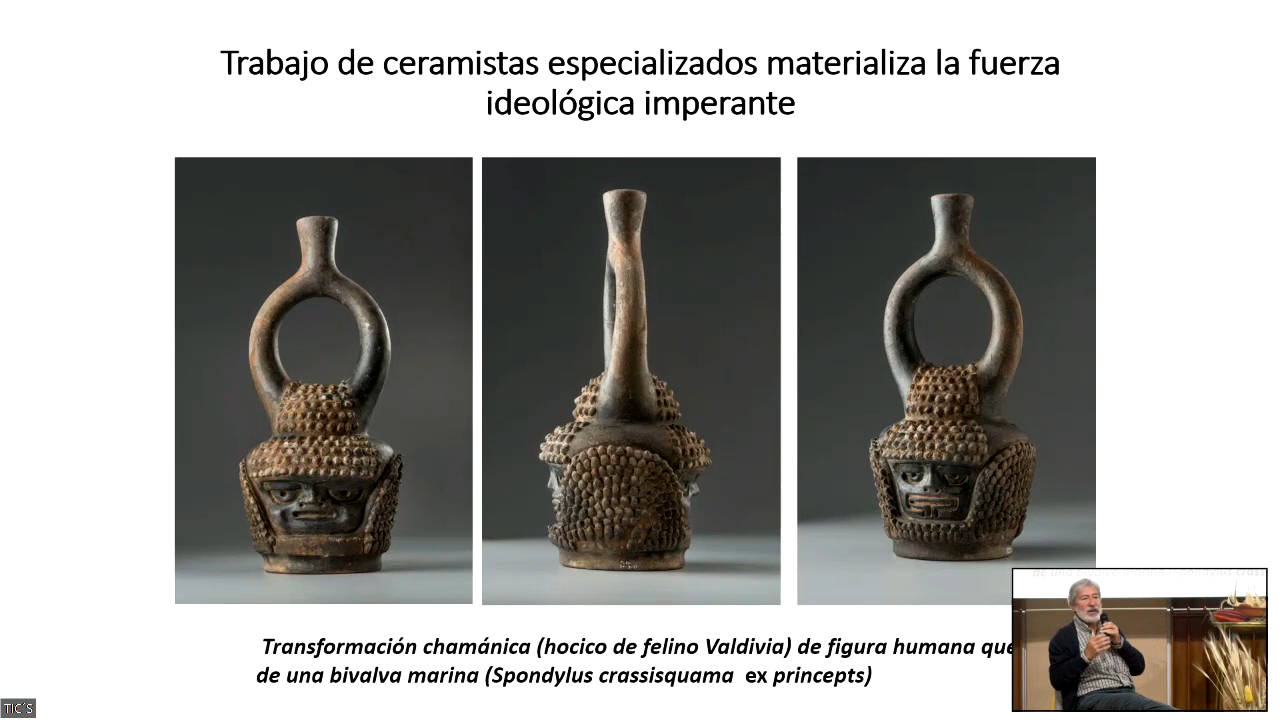 Trabajo de ceramistas especializados materializa la fuerza
ideológica imperante
Transformación chamánica (hocico de felino Valdivia) de figura humana que
de una bivalva marina (Spondylus crassisquama ex princepts)
TIC´S